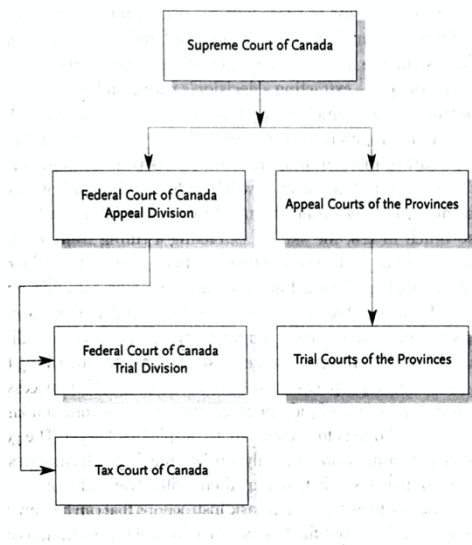 Supreme Court of Canada
Federal Court of Canada
Appeal Division
Appeal Courts of the Provinces
Federal Court of Canada
Trial Division
Trial Courts of the Provinces
Tax Court of Canada